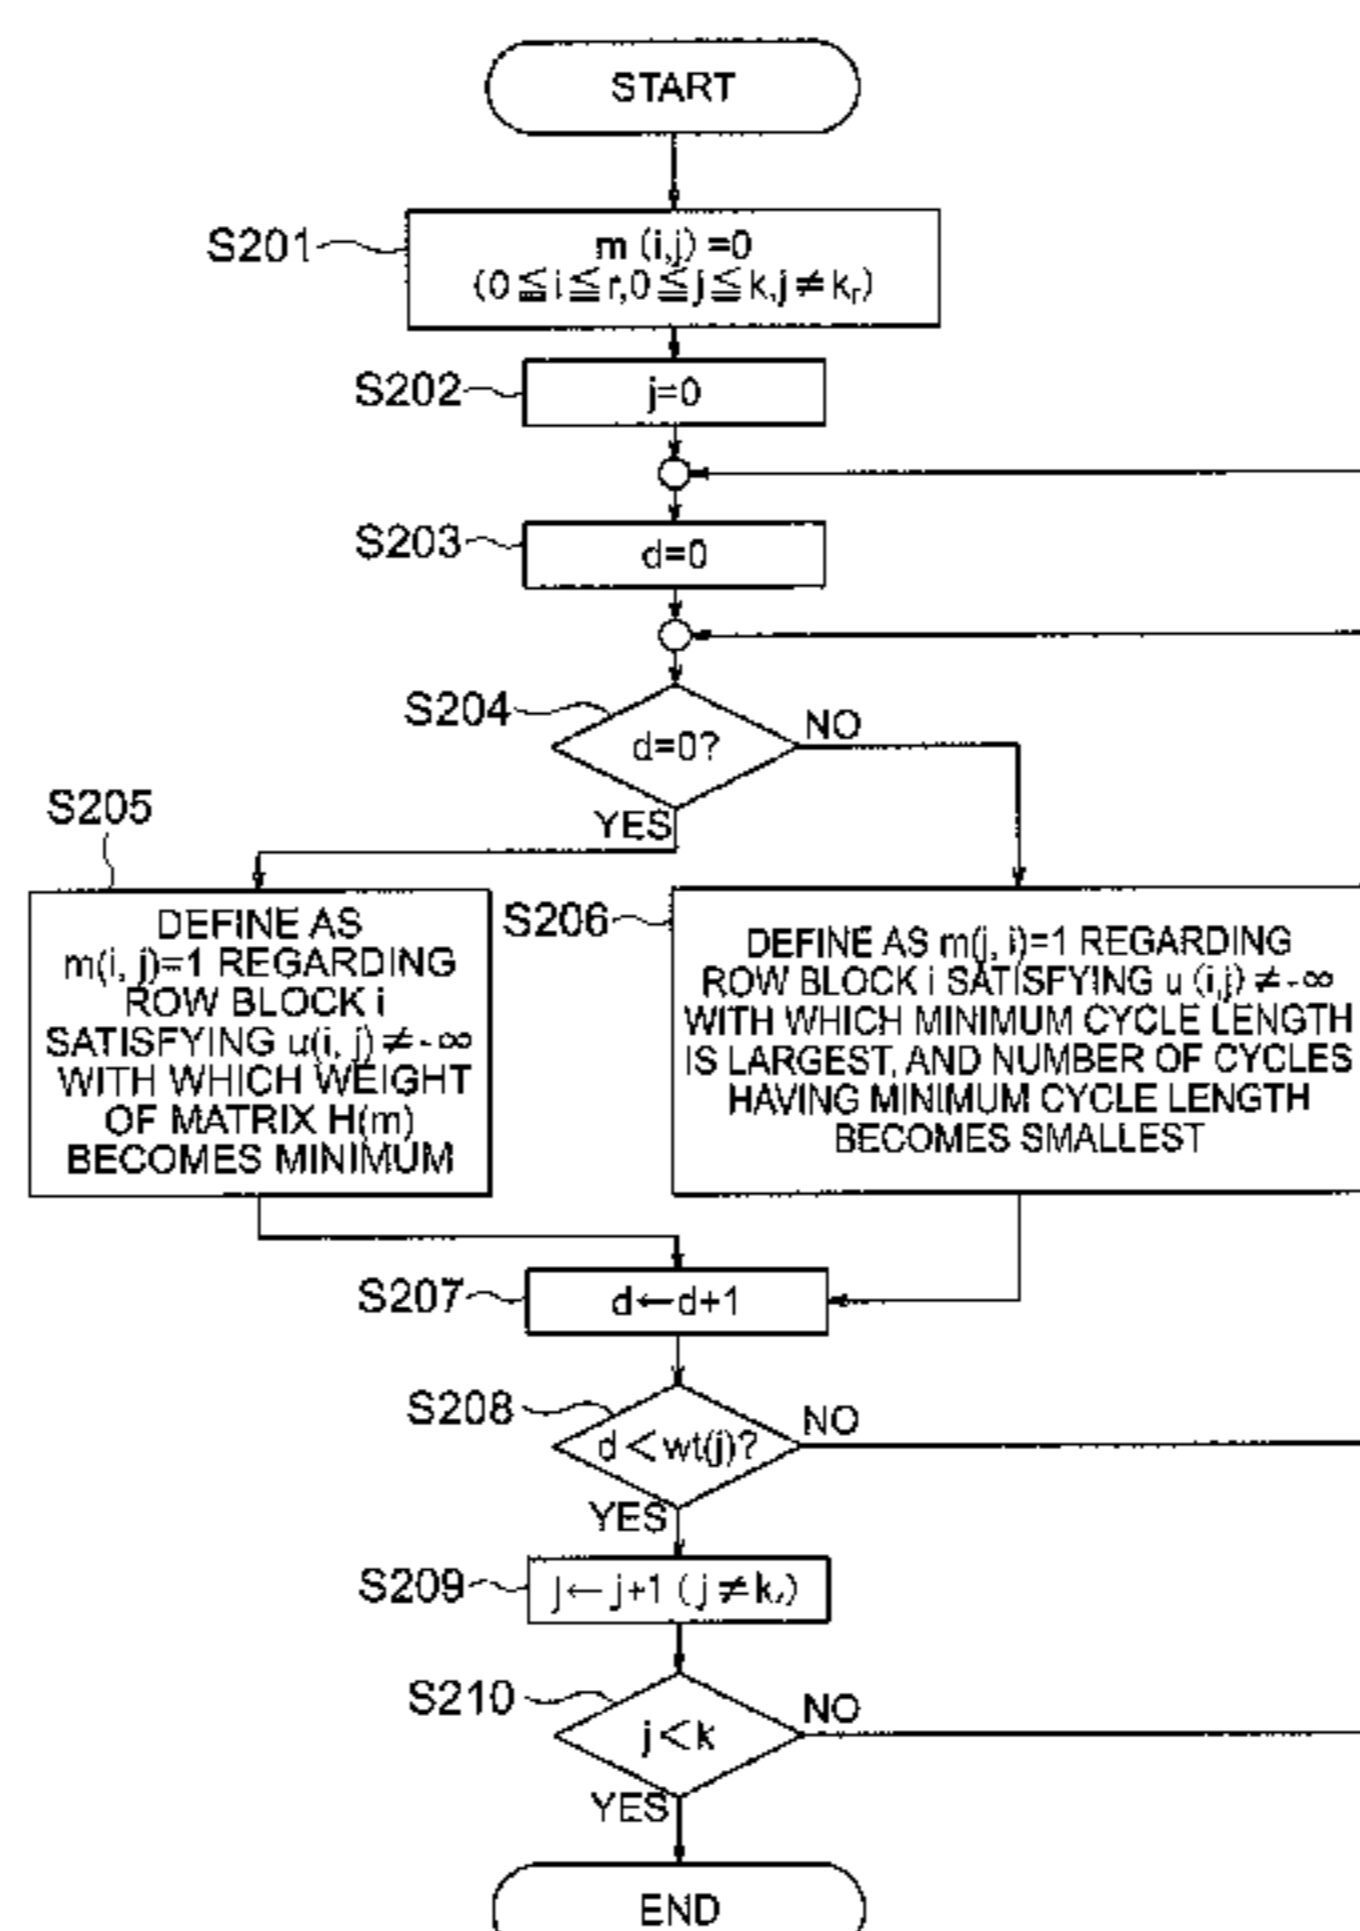 START
S201
m (i,j) =0
(0≦i≦r,0≦j≦k,j≠kr)
S202
j=0
S203
d=0
S204
d=0?
NO
YES
S205
DEFINE AS
m(i, j)=1 REGARDING
ROW BLOCK i
SATISFYING u(i, j)≠-∞
WITH WHICH WEIGHT
OF MATRIX H(m)
BECOMES MINIMUM
S206
DEFINE AS m(j, i)=1 REGARDING
ROW BLOCK i SATISFYING u (i,j)≠-∞
WITH WHICH MINIMUM CYCLE LENGTH
IS LARGEST, AND NUMBER OF CYCLES
HAVING MINIMUM CYCLE LENGTH
BECOMES SMALLEST
S207
d←d+1
S208
d<wt(j)?
NO
YES
S209
j←j+1 (j≠kr)
S210
j<k
NO
YES
END